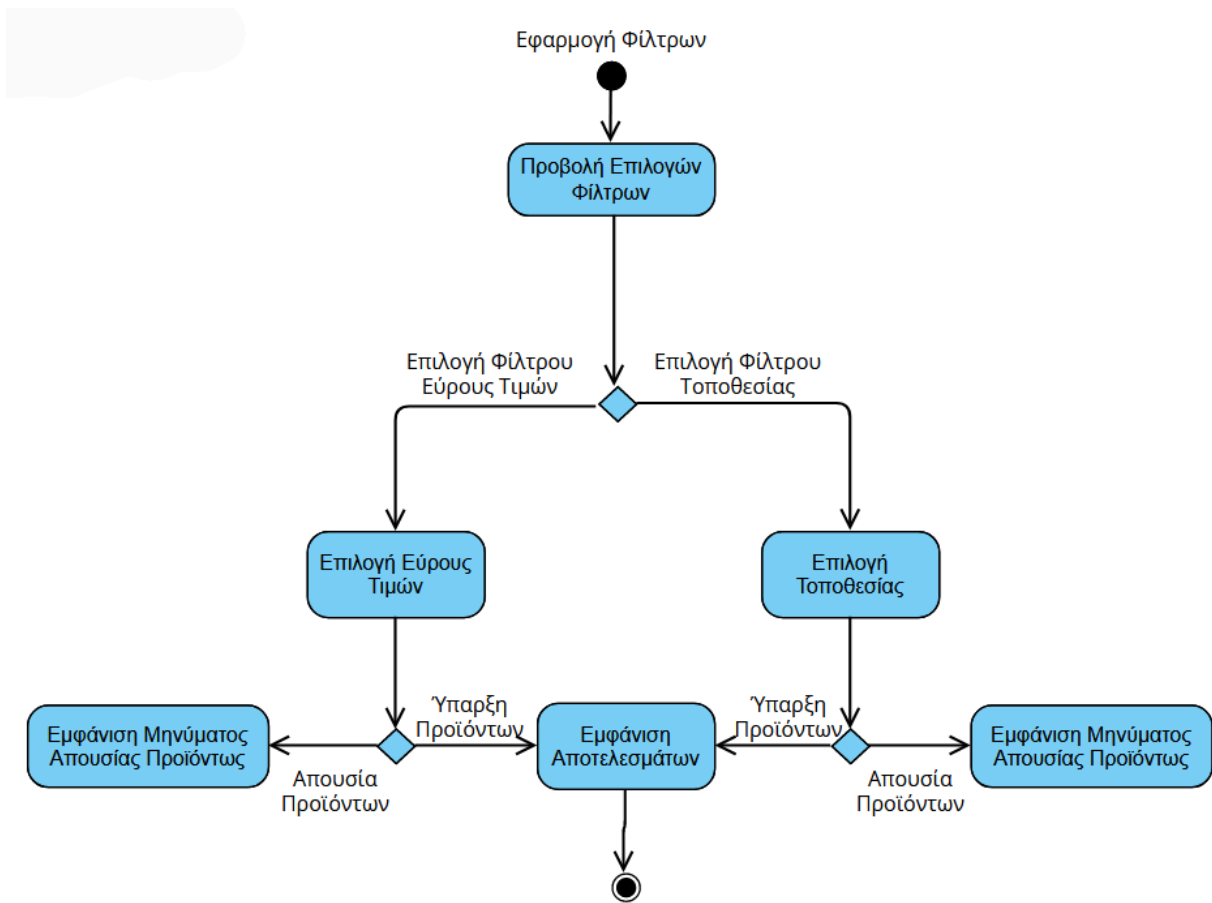 Εφαρμογή Φίλτρων
Προβολή Επιλογών
Φίλτρων
Επιλογή Φίλτρου
Εύρους Τιμών
Επιλογή Φίλτρου
Τοποθεσίας
Επιλογή Εύρους
Τιμών
Επιλογή
Τοποθεσίας
Εμφάνιση Μηνύματος
Απουσίας Προϊόντως
Απουσία
Προϊόντων
Ύπαρξη
Προϊόντων
Εμφάνιση
Αποτελεσμάτων
Ύπαρξη
Προϊόντων
Απουσία
Προϊόντων
Εμφάνιση Μηνύματος
Απουσίας Προϊόντως